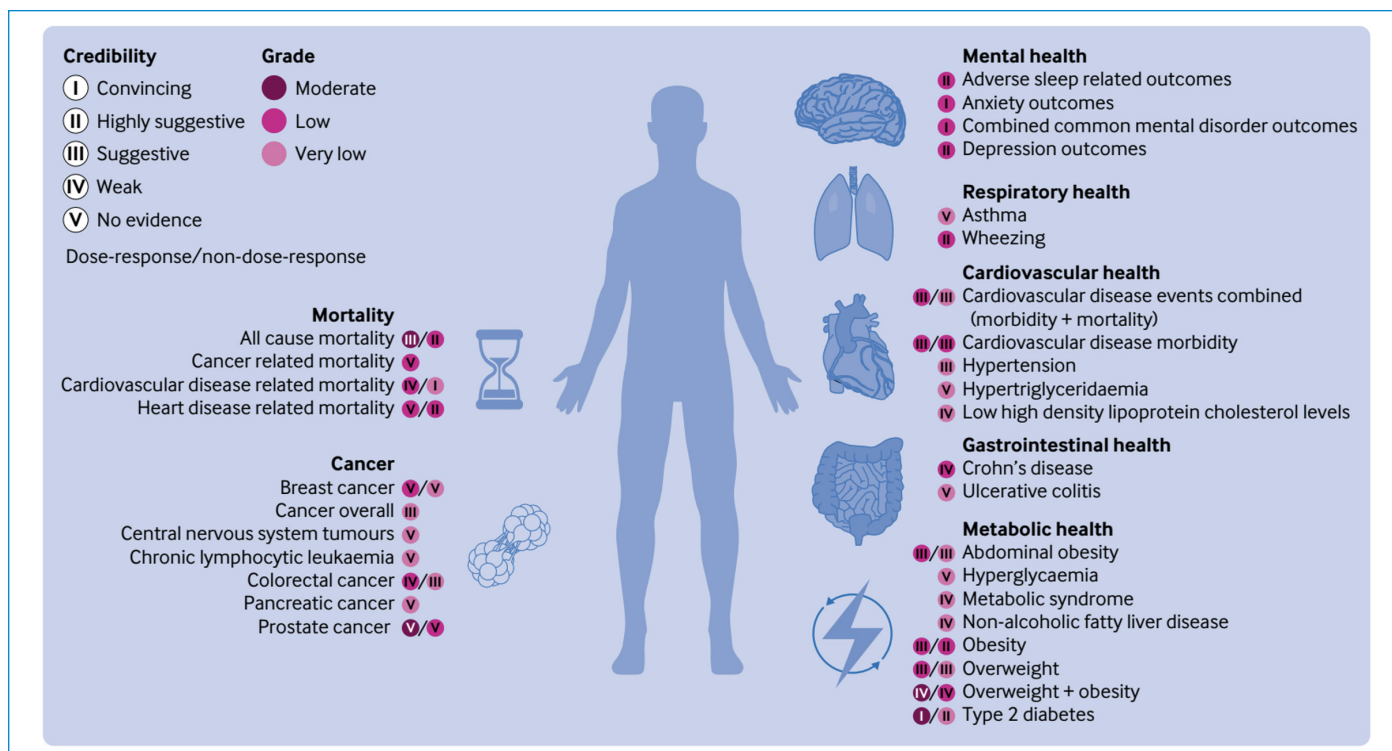 Credibility
I Convincing
II Highly suggestive
III Suggestive
IV Weak
V No evidence
Grade
Moderate
Low
Very low
Dose-response/non-dose-response
Mortality
All cause mortality III/II
Cancer related mortality V
Cardiovascular disease related mortality IV/I
Heart disease related mortality V/II
Cancer
Breast cancer V/V
Cancer overall III
Central nervous system tumours V
Chronic lymphocytic leukaemia V
Colorectal cancer IV/III
Pancreatic cancer V
Prostate cancer V/V
Mental health
II Adverse sleep related outcomes
I Anxiety outcomes
I Combined common mental disorder outcomes
II Depression outcomes
Respiratory health
V Asthma
II Wheezing
Cardiovascular health
III/III Cardiovascular disease events combined
(morbidity + mortality)
III/III Cardiovascular disease morbidity
III Hypertension
V Hypertriglyceridaemia
IV Low high density lipoprotein cholesterol levels
Gastrointestinal health
IV Crohn's disease
V Ulcerative colitis
Metabolic health
III/III Abdominal obesity
V Hyperglycaemia
IV Metabolic syndrome
IV Non-alcoholic fatty liver disease
III/II Obesity
III/III Overweight
IV/IV Overweight + obesity
I/II Type 2 diabetes